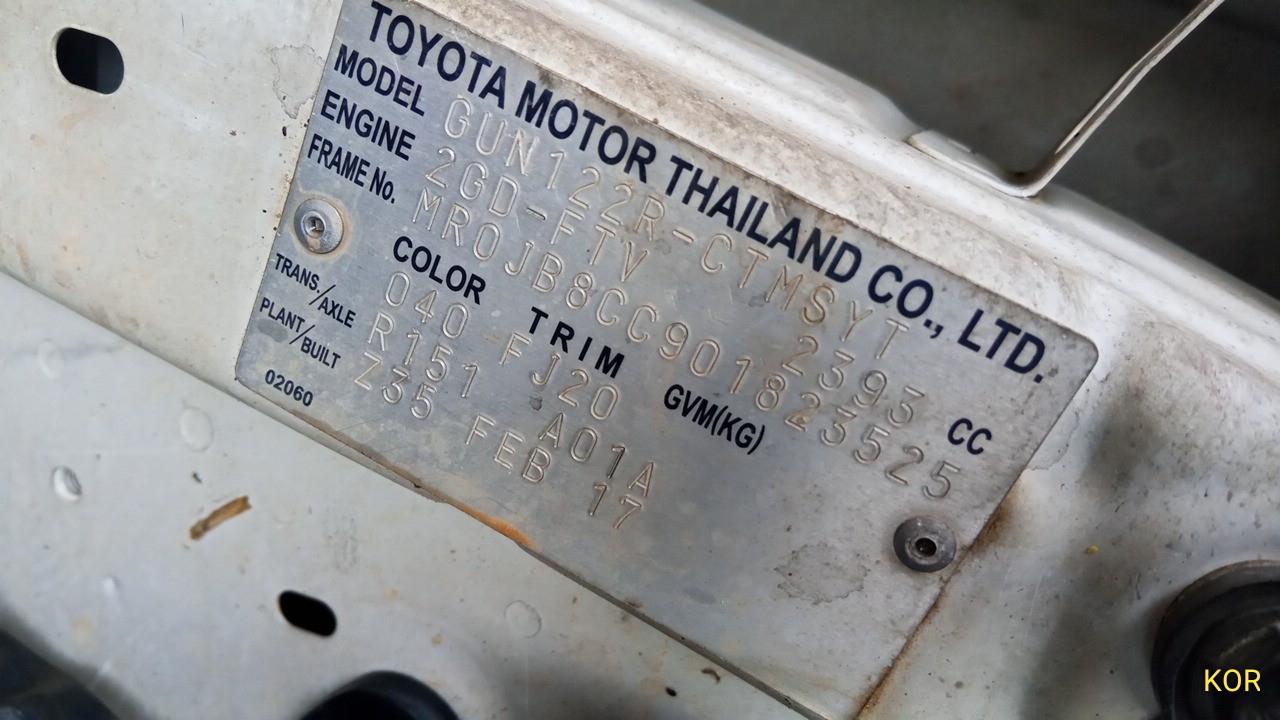 TOYOTA MOTOR THAILAND CO., LTD.
MODEL GUN122R-CTMSYT
ENGINE 2GD-FTV 2393 CC
FRAME No. MR0JB8CC901823525
COLOR TRIM GVM(KG)
040 FJ20
TRANS./AXLE R151 A01A
PLANT/BUILT Z35 FEB 17
02060
KOR